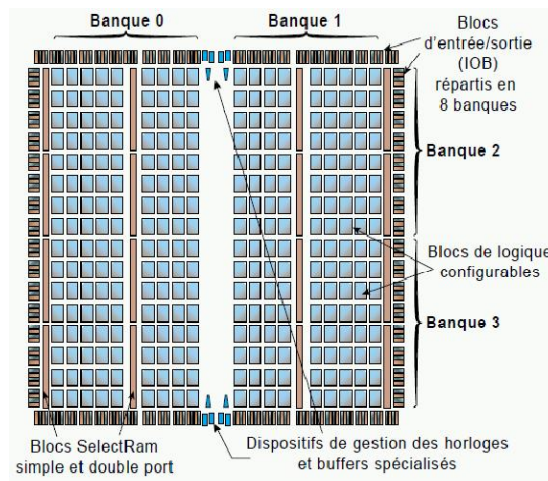 Banque 0
Banque 1
Blocs
d'entrée/sortie
(IOB)
répartis en
8 banques
Banque 2
Blocs de logique
configurables
Banque 3
Blocs SelectRam
simple et double port
Dispositifs de gestion des horloges
et buffers spécialisés